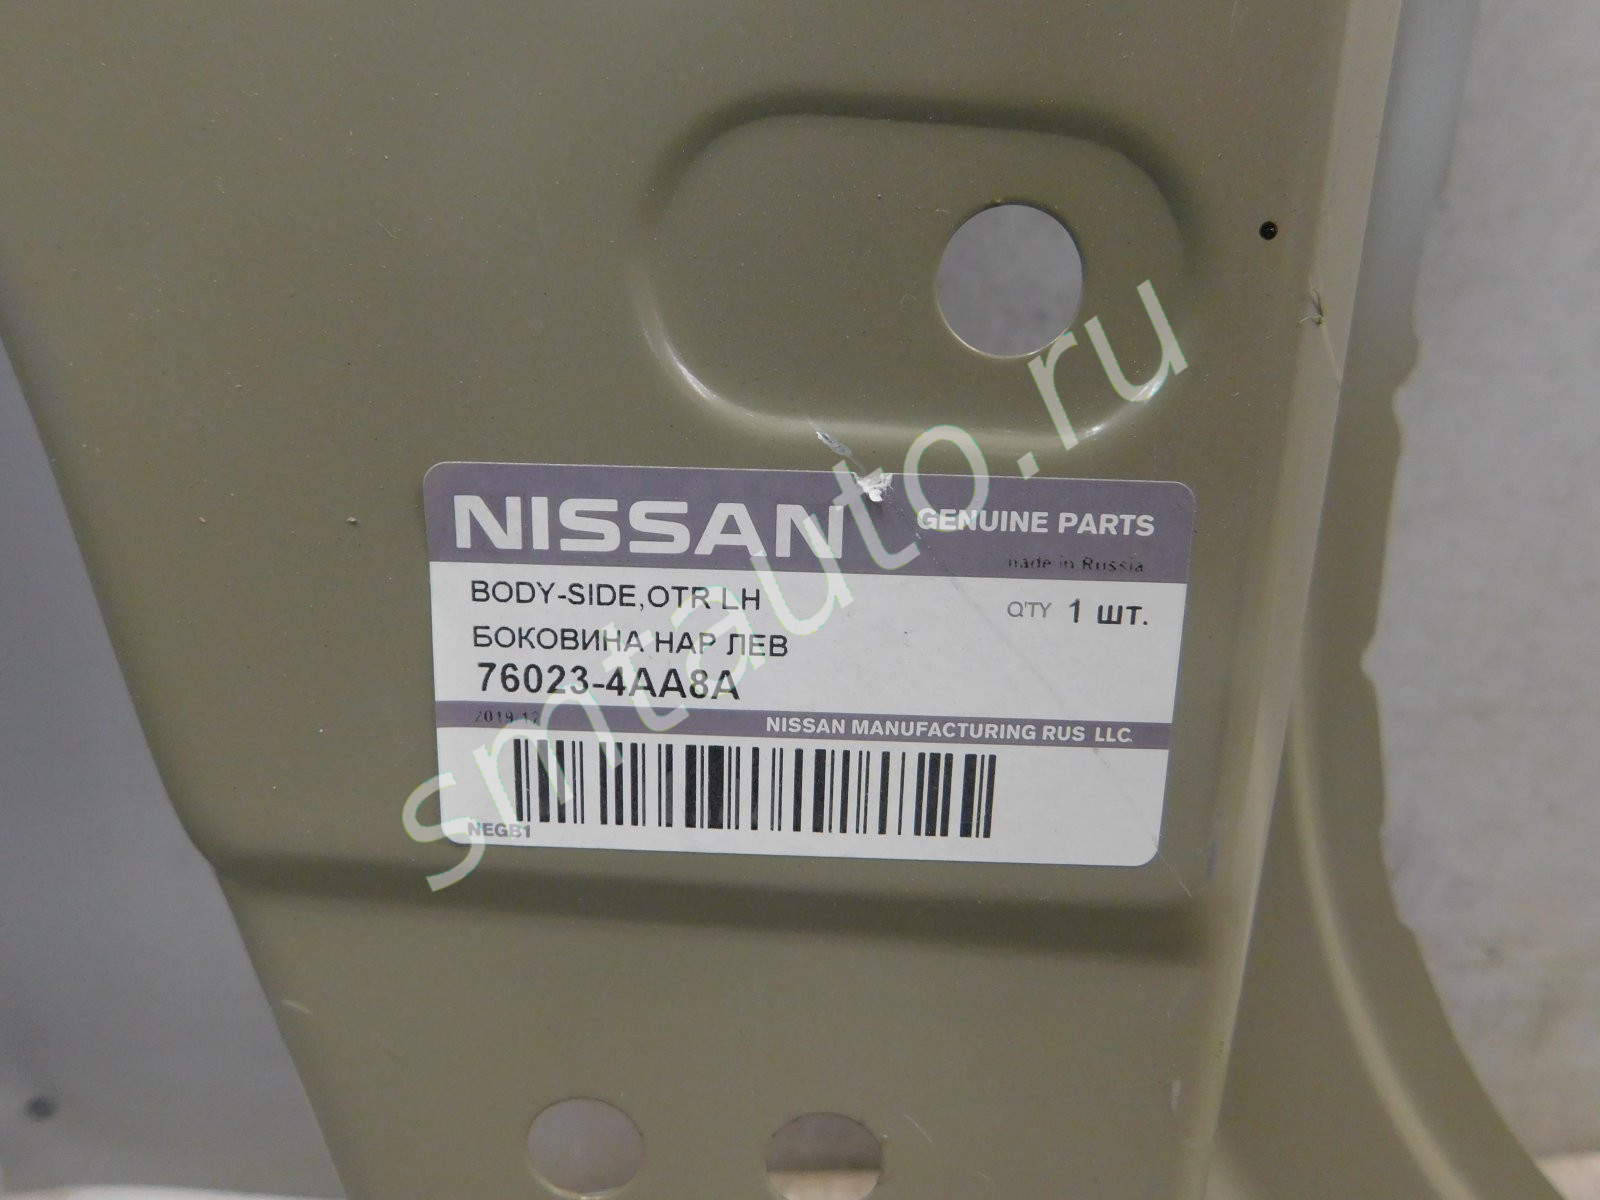 NISSAN GENUINE PARTS
made in Russia
BODY-SIDE,OTR LH
Q'TY 1 шт.
БОКОВИНА НАР ЛЕВ
76023-4AA8A
2019-12 NISSAN MANUFACTURING RUS LLC.
NEGB1
smtauto.ru